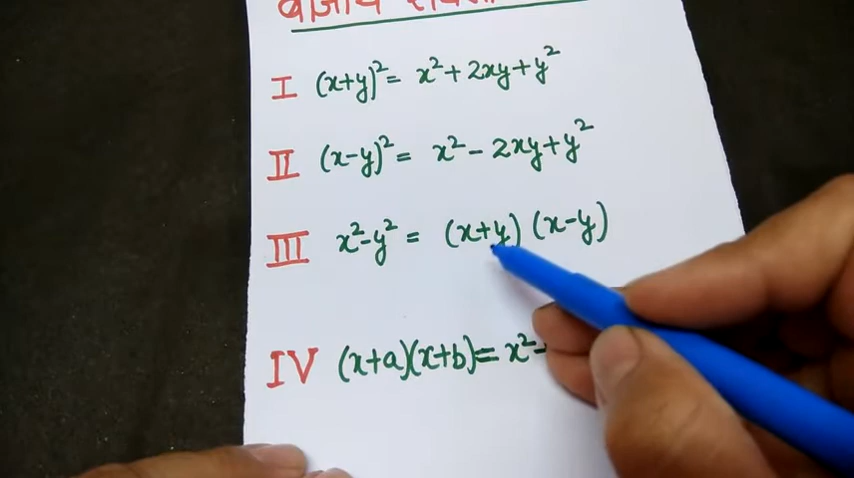 बीजीय
I (x+y)² = x² + 2xy + y²
II (x-y)² = x² - 2xy + y²
III x² - y² = (x+y) (x-y)
IV (x+a)(x+b) = x²